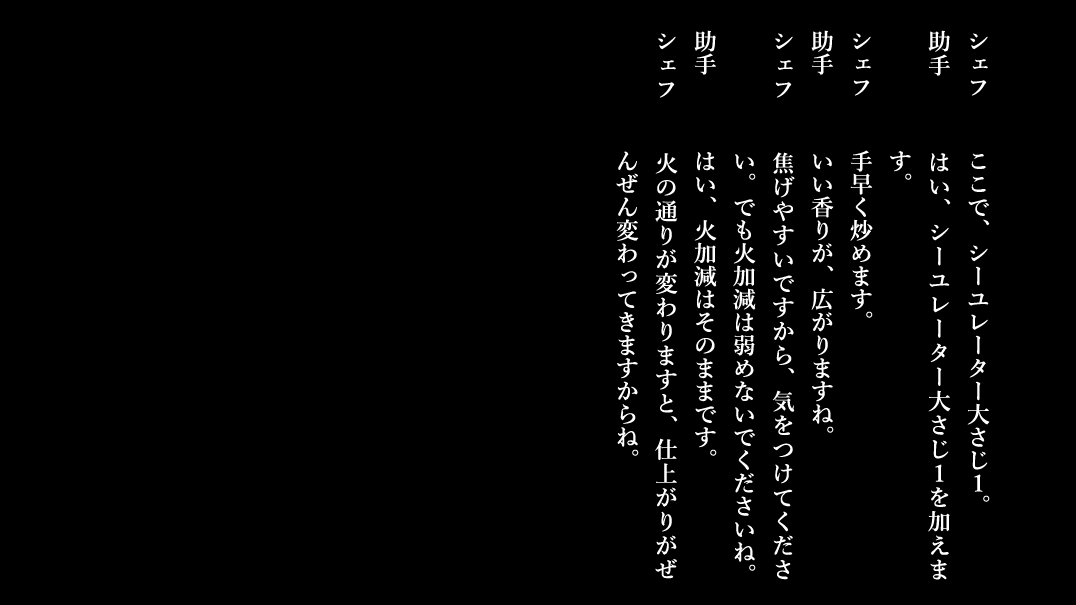 シェフ　ここで、シーユレーター大さじ1。
助手　はい、シーユレーター大さじ1を加えま
す。
シェフ　手早く炒めます。
助手　いい香りが、広がりますね。
シェフ　焦げやすいですから、気をつけてくださ
い。でも火加減は弱めないでくださいね。
助手　はい、火加減はそのままです。
シェフ　火の通りが変わりますと、仕上がりがぜ
んぜん変わってきますからね。